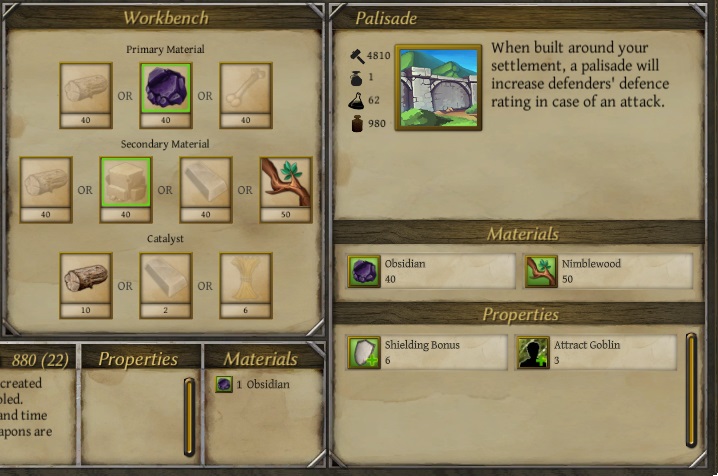 Workbench
Primary Material
OR
OR
40
40
40
Secondary Material
OR
OR
OR
40
40
40
50
Catalyst
OR
OR
10
2
6
880 (22)
created
oled.
and time
apons are
Properties
Materials
1 Obsidian
Palisade
4810
1
62
980
When built around your
settlement, a palisade will
increase defenders' defence
rating in case of an attack.
Materials
Obsidian
40
Nimblewood
50
Properties
Shielding Bonus
6
Attract Goblin
3